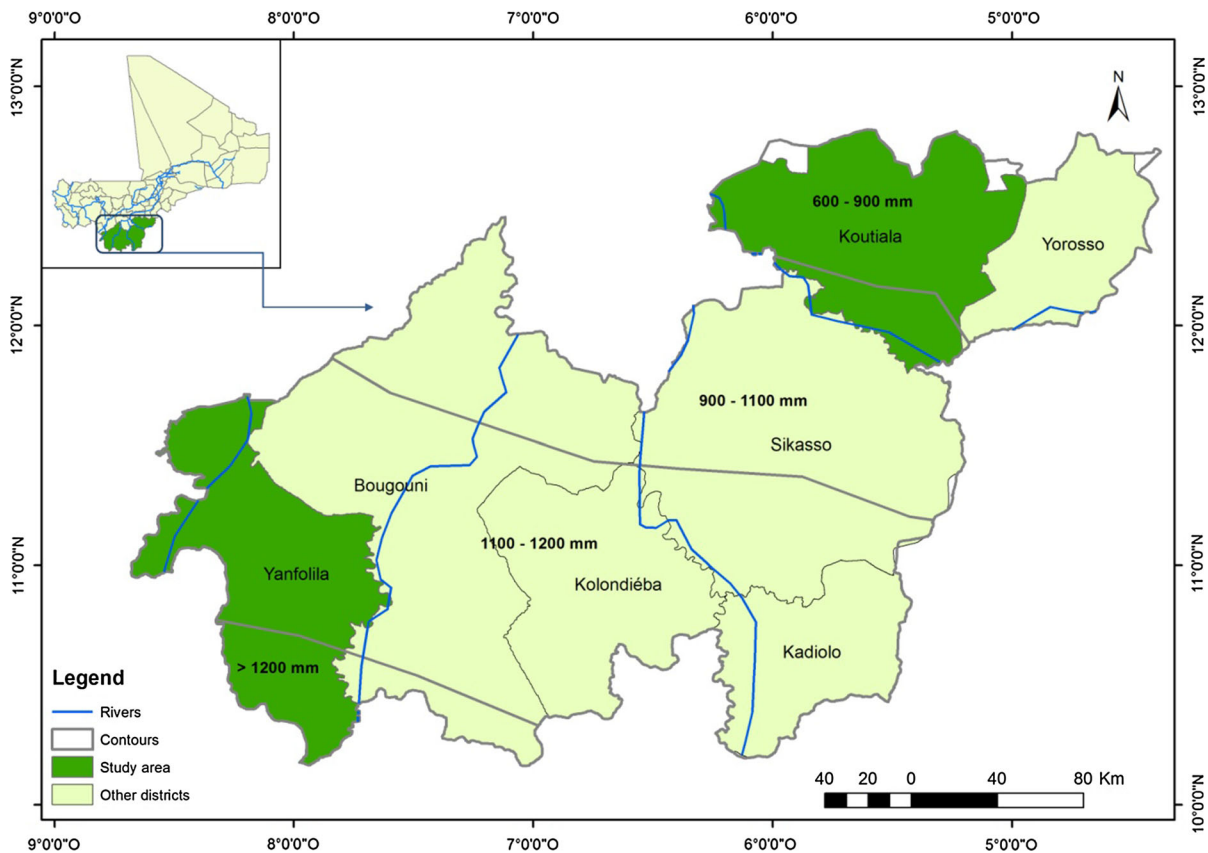 9°0'0"O 8°0'0"O 7°0'0"O 6°0'0"O 5°0'0"O
13°0'0"N
13°0'0"N
N
600 - 900 mm
Koutiala
Yorosso
12°0'0"N
12°0'0"N
900 - 1100 mm
Sikasso
Bougouni
1100 - 1200 mm
11°0'0"N
11°0'0"N
Yanfolila
Kolondiéba
Kadiolo
> 1200 mm
Legend
Rivers
Contours
Study area
Other districts
40 20 0 40 80 Km
10°0'0"N
9°0'0"O 8°0'0"O 7°0'0"O 6°0'0"O 5°0'0"O